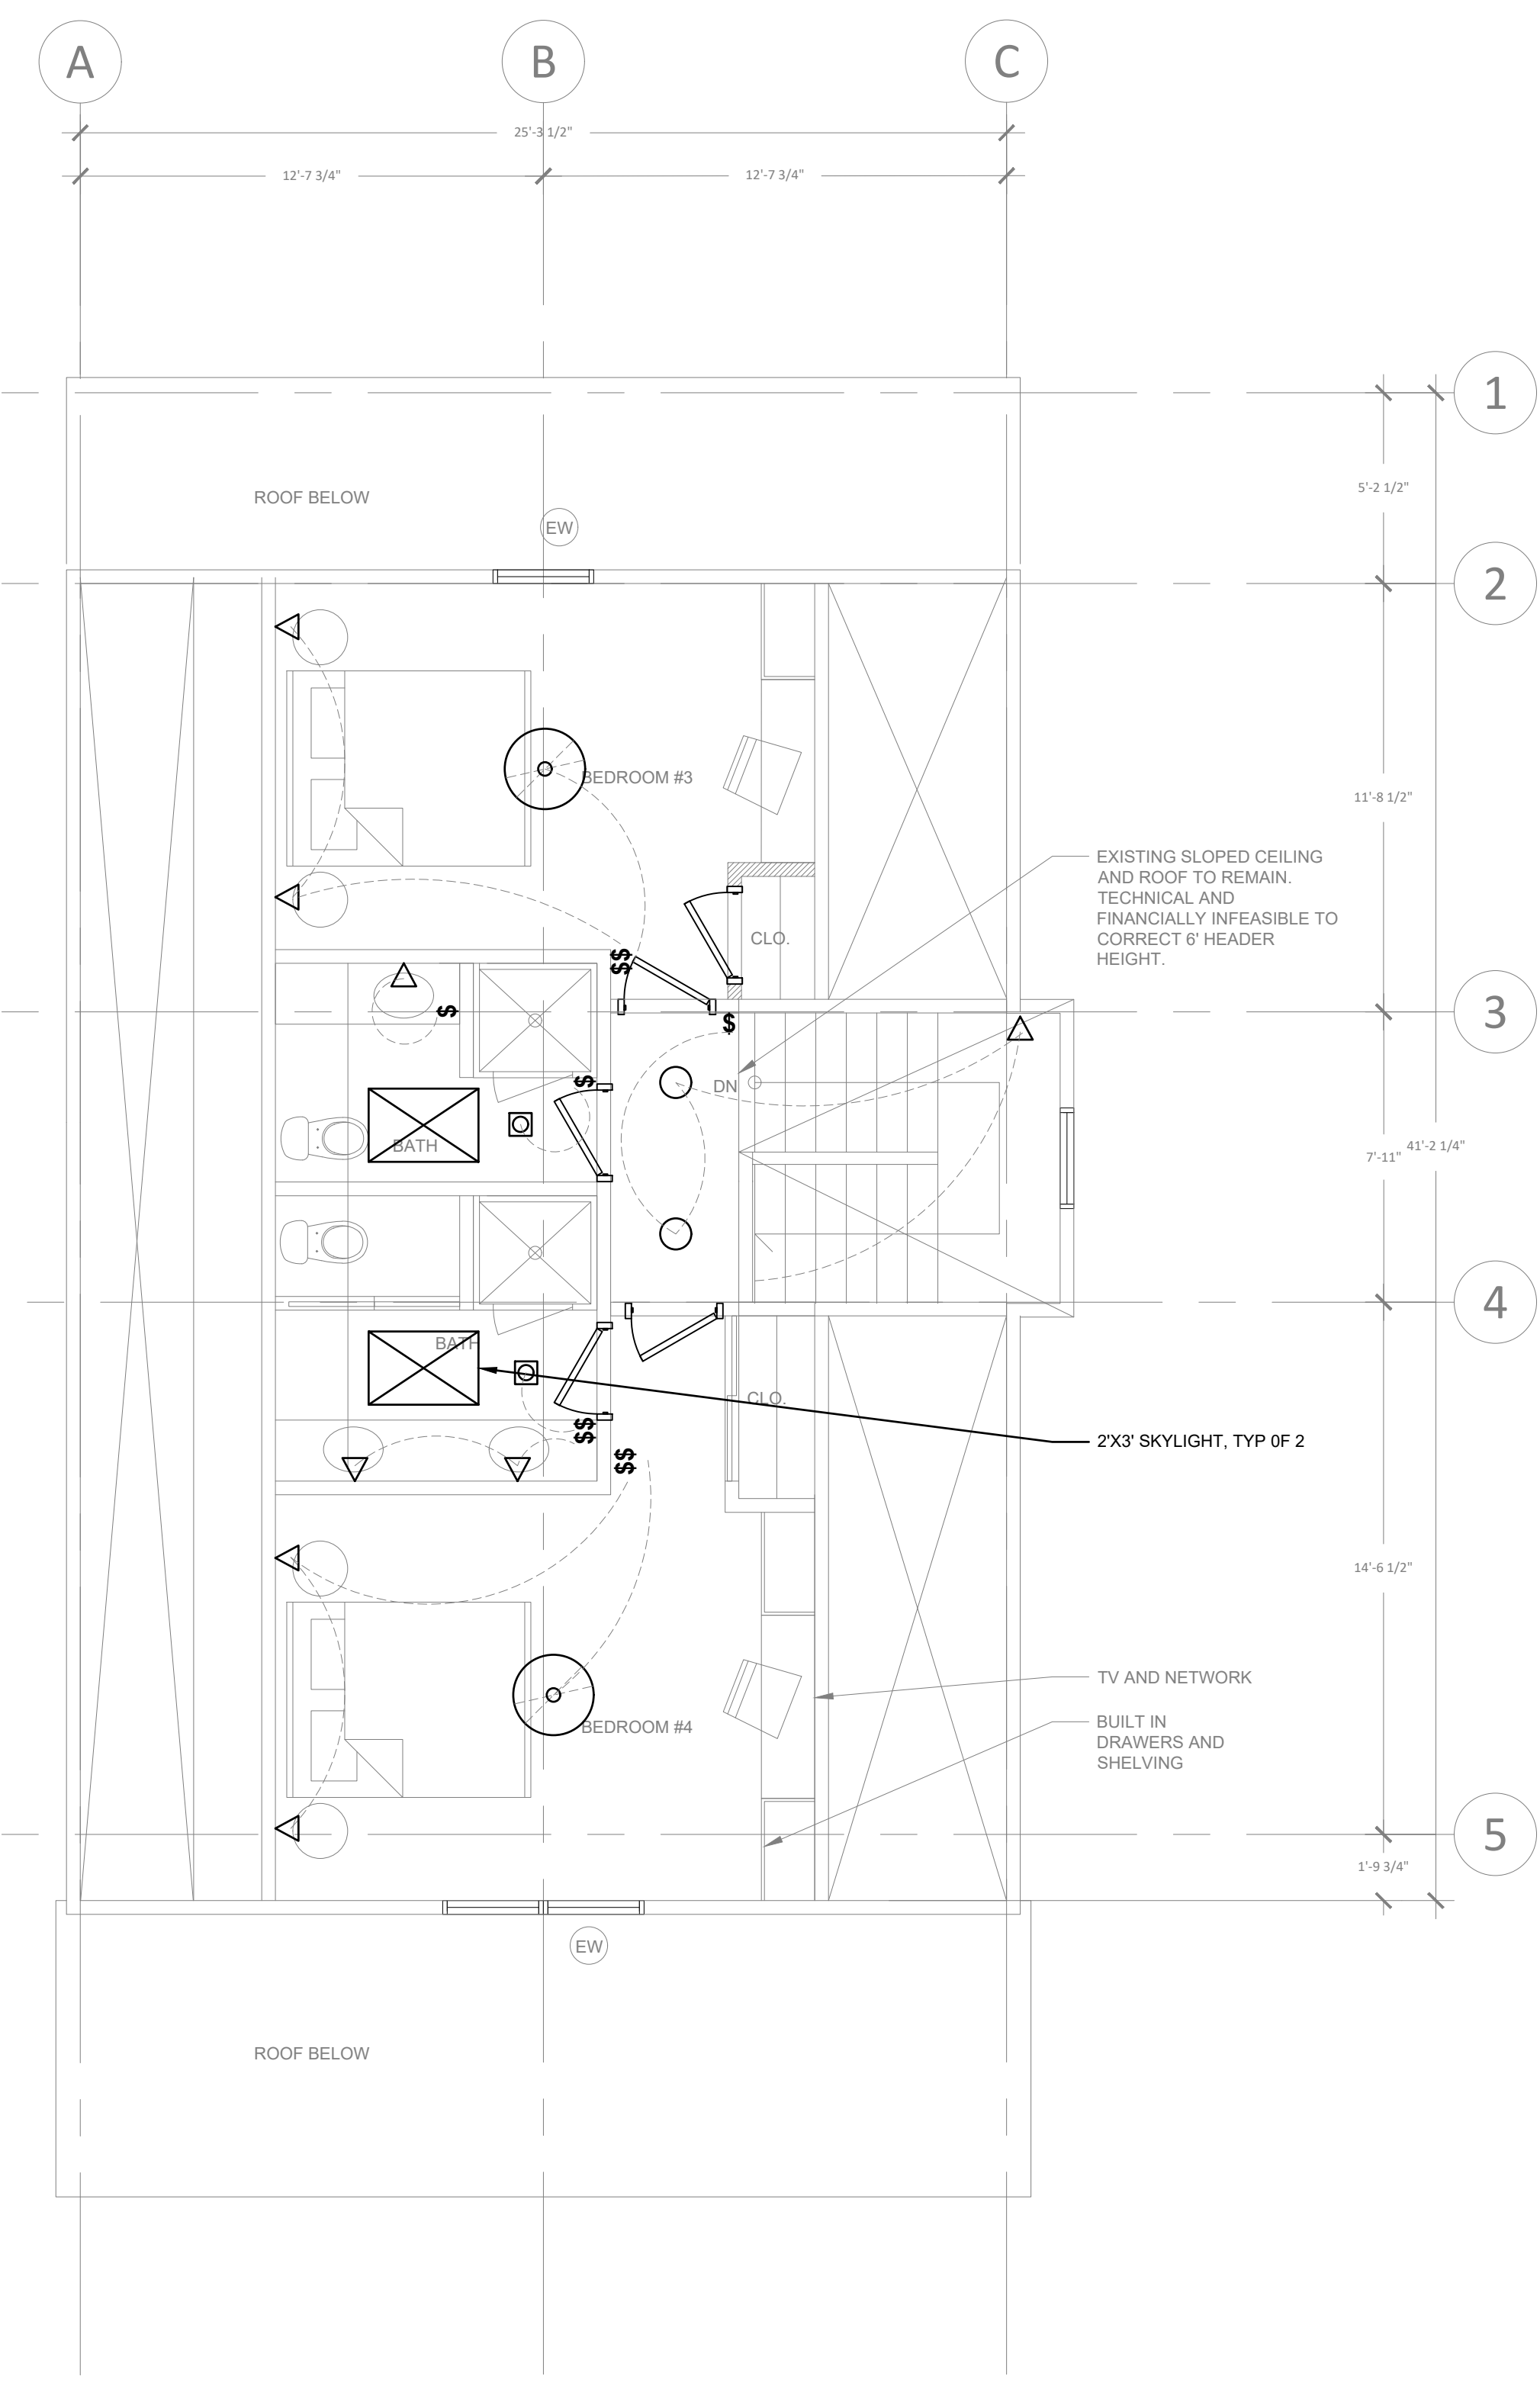 A
B
C
25'-3 1/2"
12'-7 3/4"
12'-7 3/4"
1
ROOF BELOW
5'-2 1/2"
EW
2
BEDROOM #3
11'-8 1/2"
EXISTING SLOPED CEILING
AND ROOF TO REMAIN.
TECHNICAL AND
FINANCIALLY INFEASIBLE TO
CORRECT 6' HEADER
HEIGHT.
CLO.
$$
$
$
3
$
DN
BATH
7'-11"
41'-2 1/4"
4
BATH
CLO.
$$
2'X3' SKYLIGHT, TYP 0F 2
$$
14'-6 1/2"
TV AND NETWORK
BEDROOM #4
BUILT IN
DRAWERS AND
SHELVING
5
1'-9 3/4"
EW
ROOF BELOW